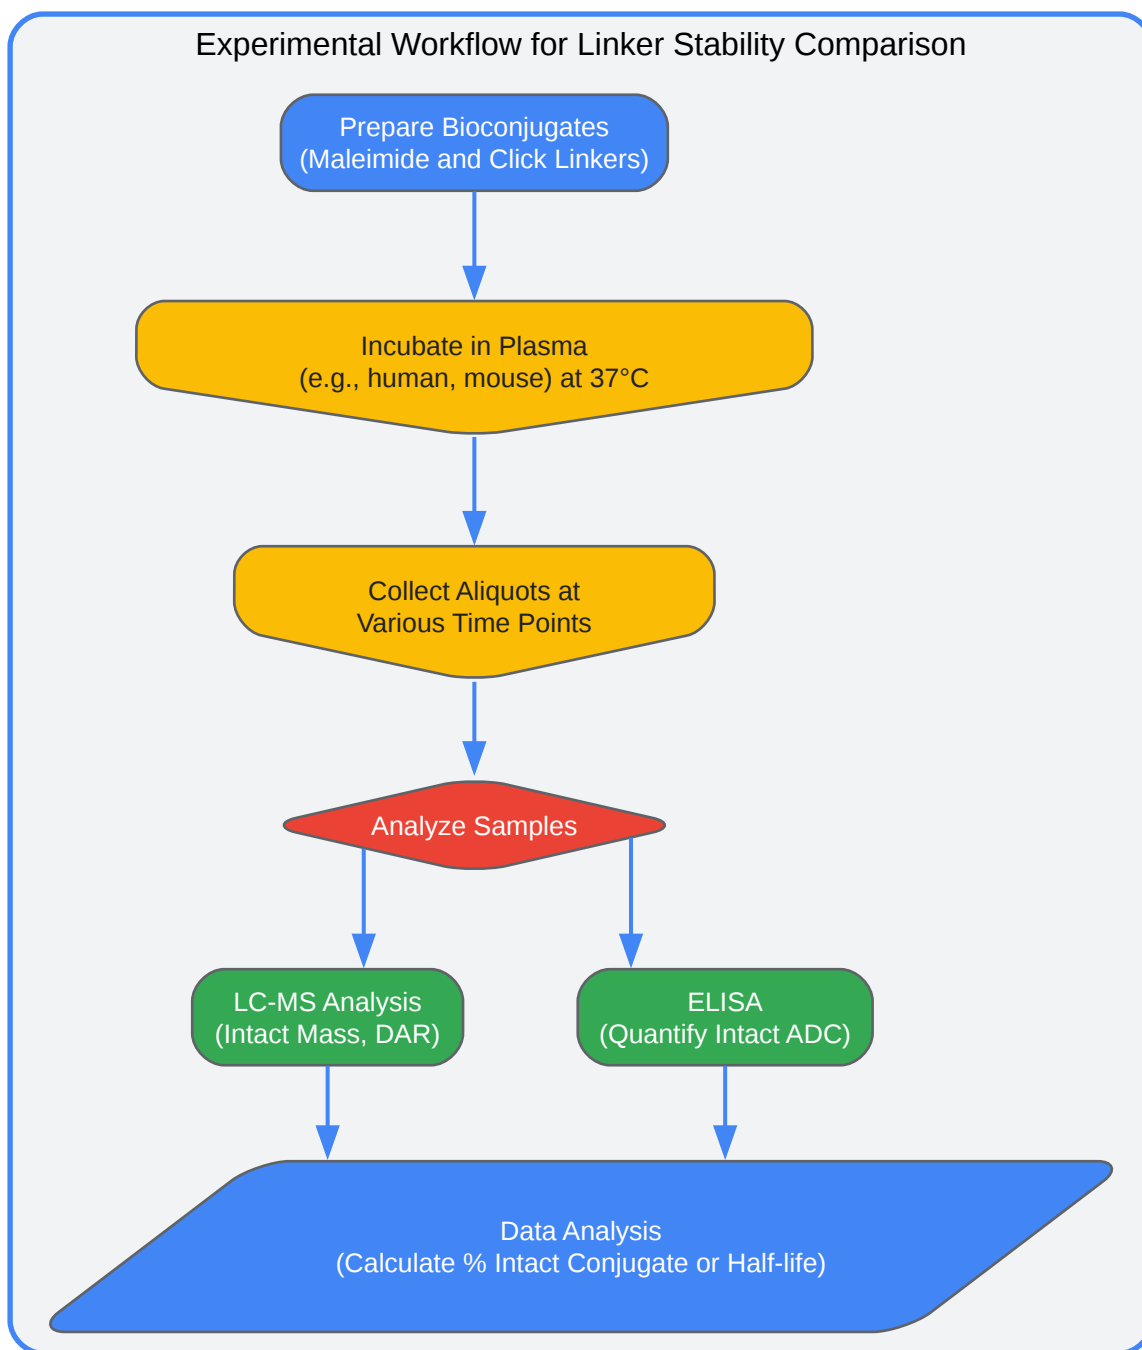 Experimental Workflow for Linker Stability Comparison
Prepare Bioconjugates
(Maleimide and Click Linkers)
Incubate in Plasma
(e.g., human, mouse) at 37°C
Collect Aliquots at
Various Time Points
Analyze Samples
LC-MS Analysis
(Intact Mass, DAR)
ELISA
(Quantify Intact ADC)
Data Analysis
(Calculate % Intact Conjugate or Half-life)